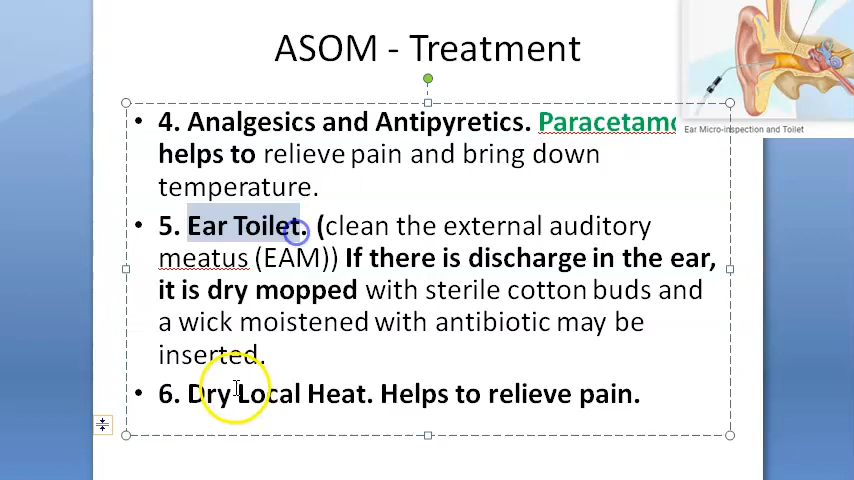 ASOM - Treatment
Ear Micro-inspection and Toilet
• 4. Analgesics and Antipyretics.
helps to relieve pain and bring down
temperature.
• 5. Ear Toilet. (clean the external auditory
meatus (EAM)) If there is discharge in the ear,
it is dry mopped with sterile cotton buds and
a wick moistened with antibiotic may be
inserted.
• 6. Dry Local Heat. Helps to relieve pain.